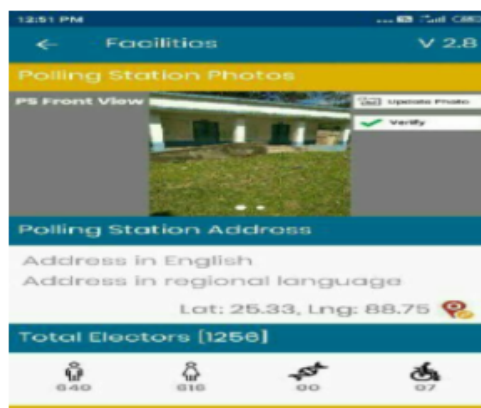 12:51 PM
Facilities V 2.8
Polling Station Photos
PS Front View
Update Photo
Verify
Polling Station Address
Address in English
Address in regional language
Lat: 25.33, Lng: 88.75
Total Electors [1256]
640 616 00 07